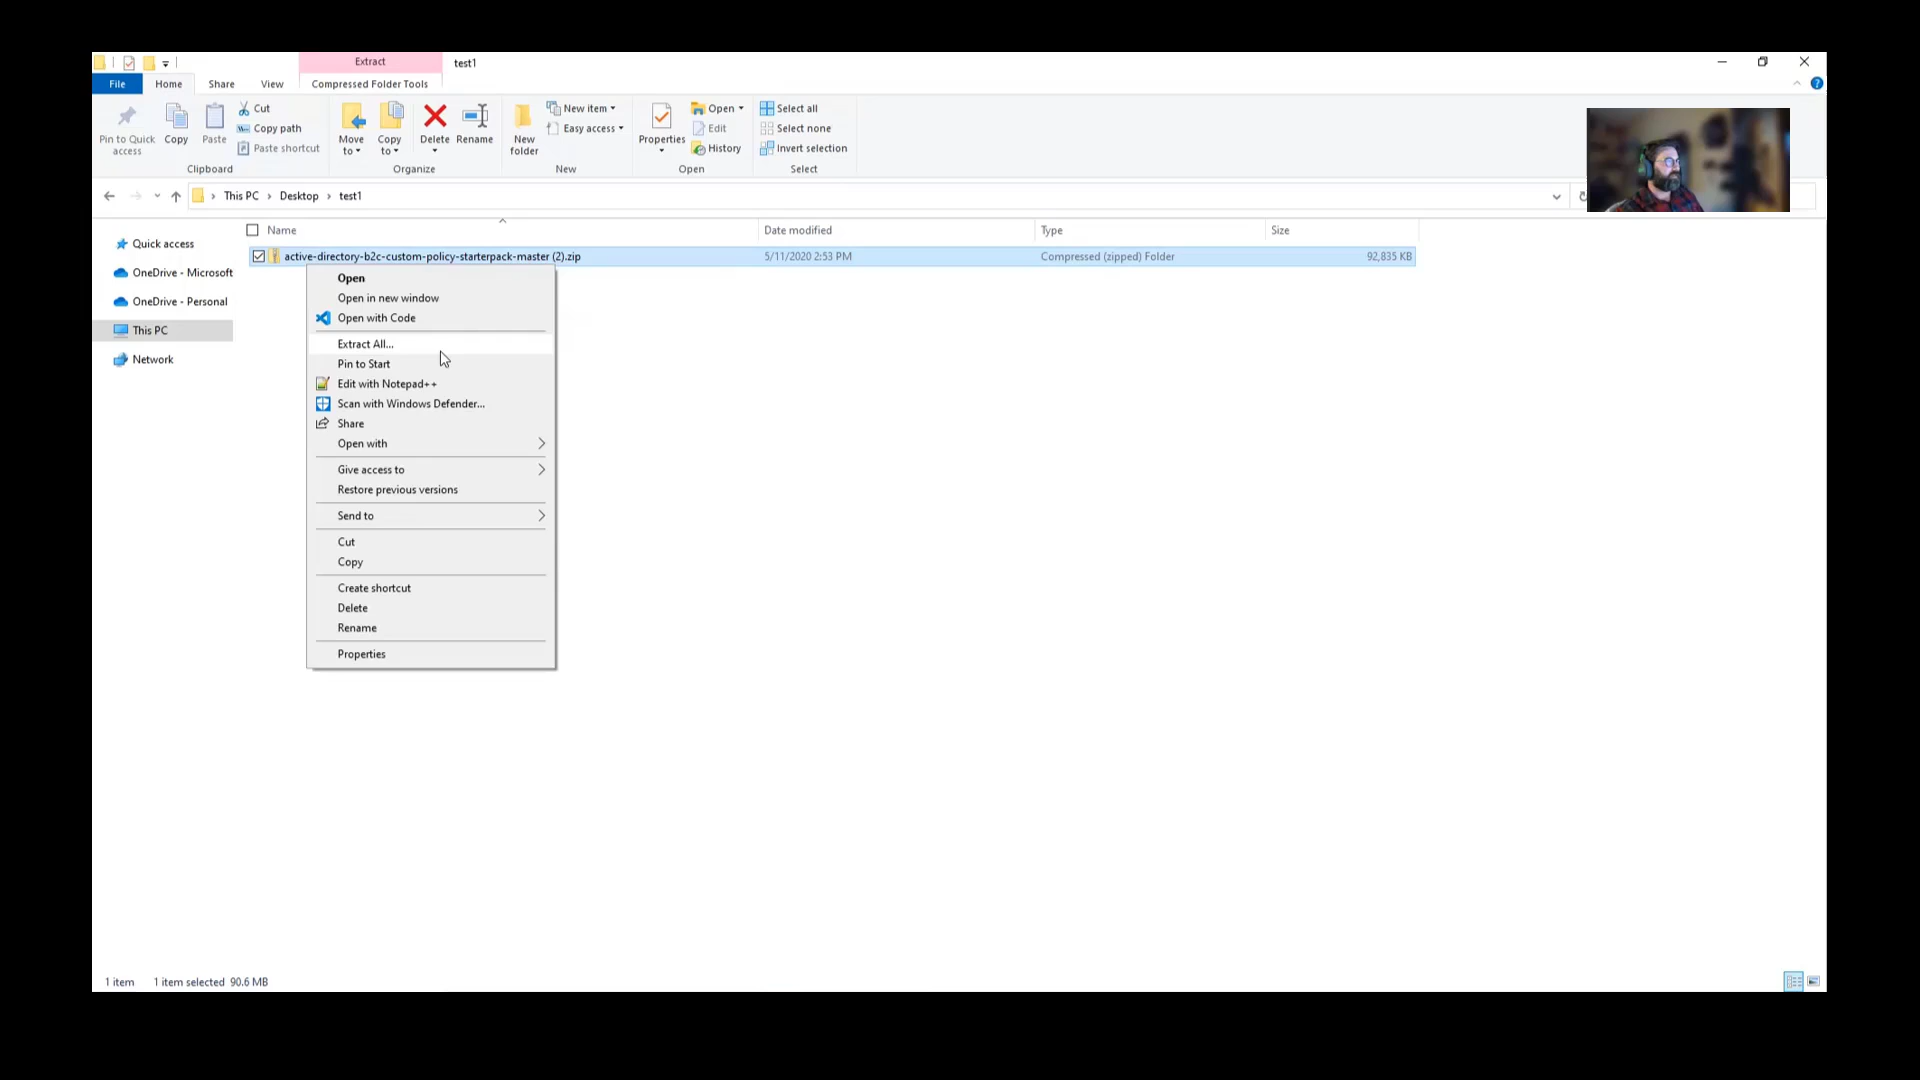 Extract
test1
File
Home
Share
View
Compressed Folder Tools
Pin to Quick
access
Copy
Paste
Cut
Copy path
Paste shortcut
Clipboard
Move
to
Copy
to
Delete
Rename
Organize
New
folder
New item
Easy access
New
Properties
Open
Edit
History
Open
Select all
Select none
Invert selection
Select
This PC
Desktop
test1
Quick access
OneDrive - Microsoft
OneDrive - Personal
This PC
Network
Name
Date modified
Type
Size
active-directory-b2c-custom-policy-starterpack-master (2).zip
5/11/2020 2:53 PM
Compressed (zipped) Folder
92,835 KB
Open
Open in new window
Open with Code
Extract All...
Pin to Start
Edit with Notepad++
Scan with Windows Defender...
Share
Open with
Give access to
Restore previous versions
Send to
Cut
Copy
Create shortcut
Delete
Rename
Properties
1 item
1 item selected 90.6 MB